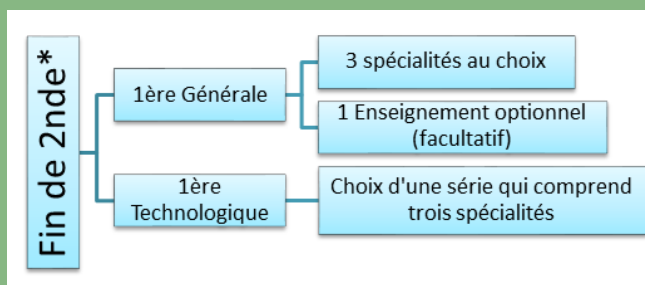 Fin de 2nde*
1ère Générale
3 spécialités au choix
1 Enseignement optionnel
(facultatif)
1ère
Technologique
Choix d'une série qui comprend
trois spécialités